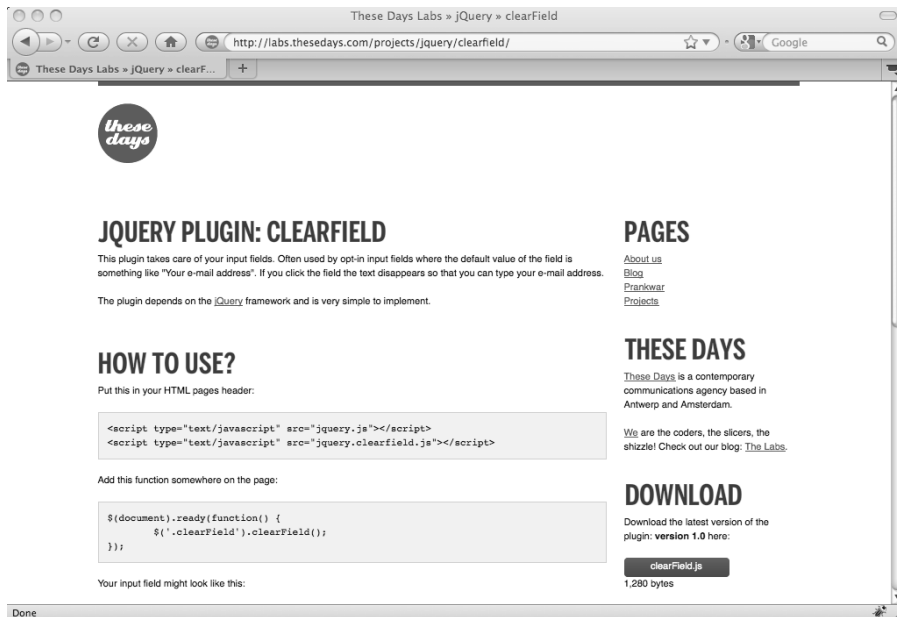 These Days Labs » jQuery » clearField
http://labs.thesedays.com/projects/jquery/clearfield/
Google
These Days Labs » jQuery » clearF...
these
days
JQUERY PLUGIN: CLEARFIELD
This plugin takes care of your input fields. Often used by opt-in input fields where the default value of the field is
something like "Your e-mail address". If you click the field the text disappears so that you can type your e-mail address.
The plugin depends on the jQuery framework and is very simple to implement.
HOW TO USE?
Put this in your HTML pages header:
<script type="text/javascript" src="jquery.js"></script>
<script type="text/javascript" src="jquery.clearfield.js"></script>
Add this function somewhere on the page:
$(document).ready(function() {
$('.clearField').clearField();
});
Your input field might look like this:
PAGES
About us
Blog
Prankwar
Projects
THESE DAYS
These Days is a contemporary
communications agency based in
Antwerp and Amsterdam.
We are the coders, the slicers, the
shizzle! Check out our blog: The Labs.
DOWNLOAD
Download the latest version of the
plugin: version 1.0 here:
clearField.js
1,280 bytes
Done